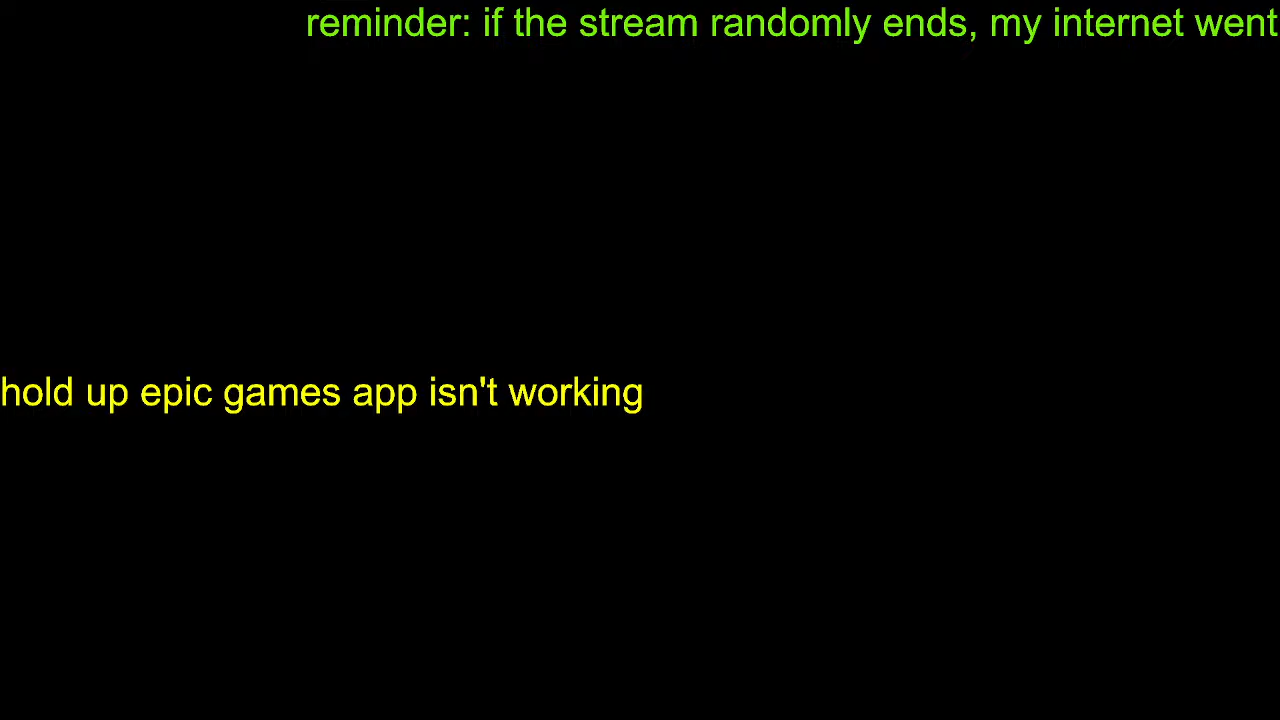 reminder: if the stream randomly ends, my internet went
hold up epic games app isn't working